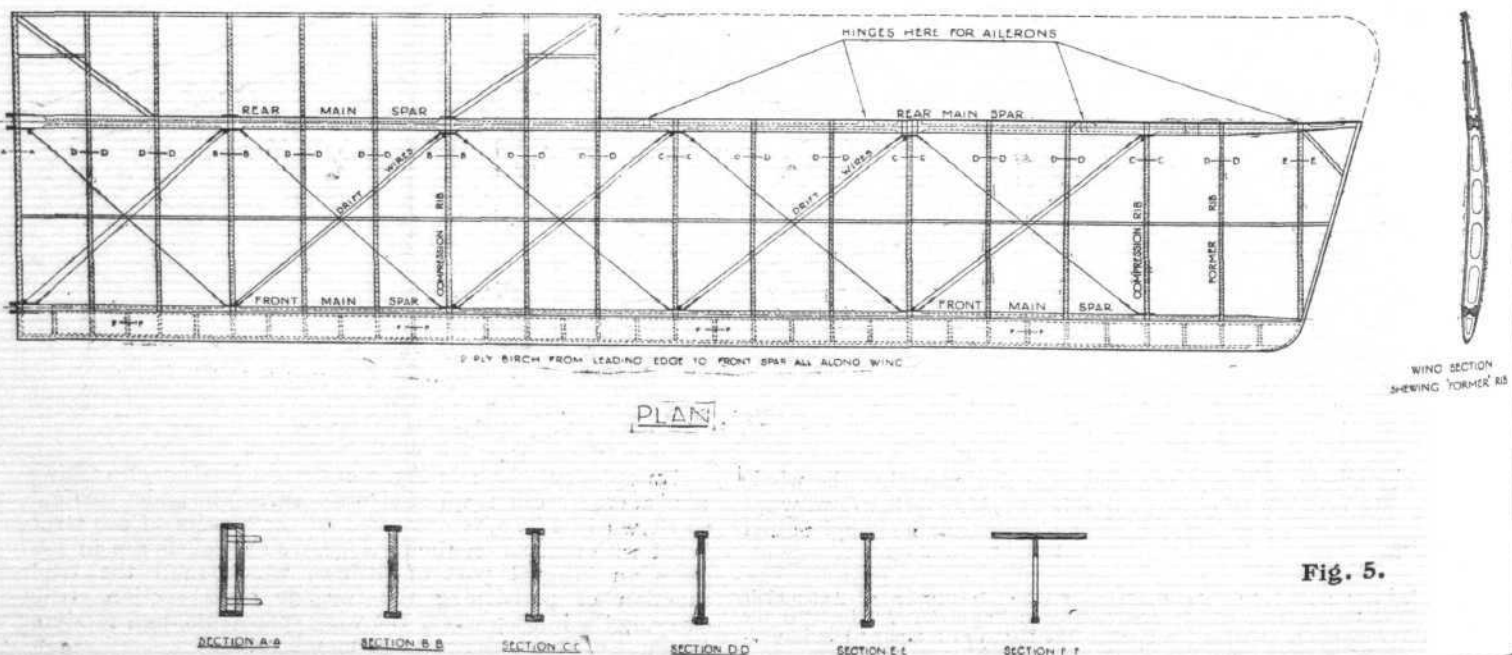 HINGES HERE FOR AILERONS
REAR MAIN SPAR
REAR MAIN SPAR
A A
D D
D D
B B
D D
D D
B B
D D
D D
C C
D D
C C
D D
D D
C C
D D
E E
DRIFT WIRES
DRIFT WIRES
COMPRESSION RIB
COMPRESSION RIB
FORMER RIB
FRONT MAIN SPAR
FRONT MAIN SPAR
F F
F F
F F
F F
PLY BIRCH FROM LEADING EDGE TO FRONT SPAR ALL ALONG WING
WING SECTION
SHEWING 'FORMER' RIB
PLAN
Fig. 5.
SECTION A-A
SECTION B-B
SECTION C-C
SECTION D-D
SECTION E-E
SECTION F-F